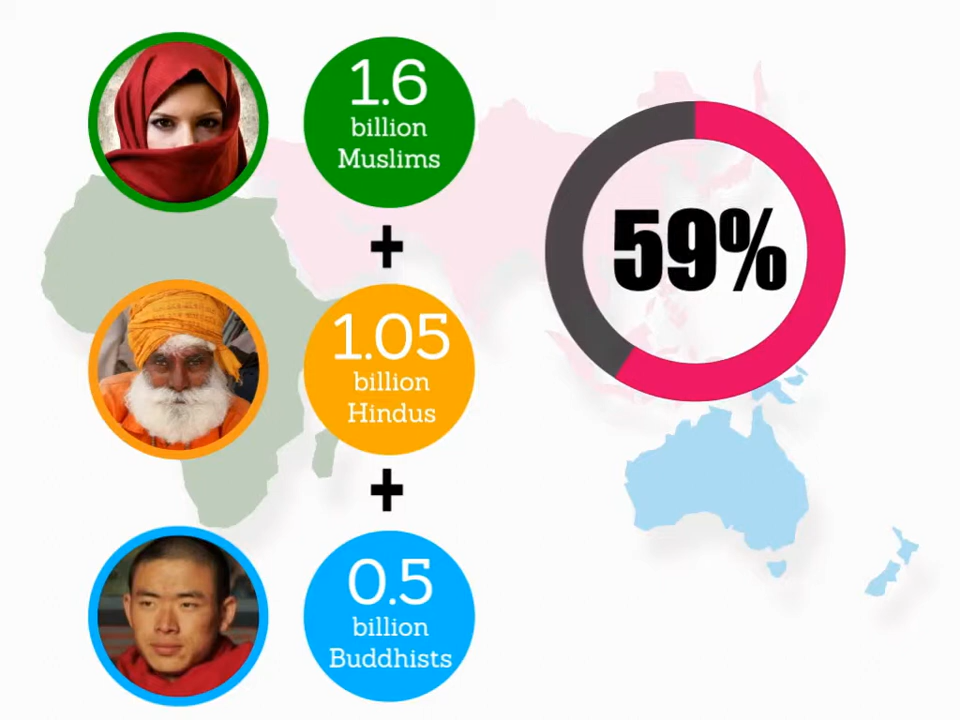 1.6
billion
Muslims
+
1.05
billion
Hindus
+
0.5
billion
Buddhists
59%